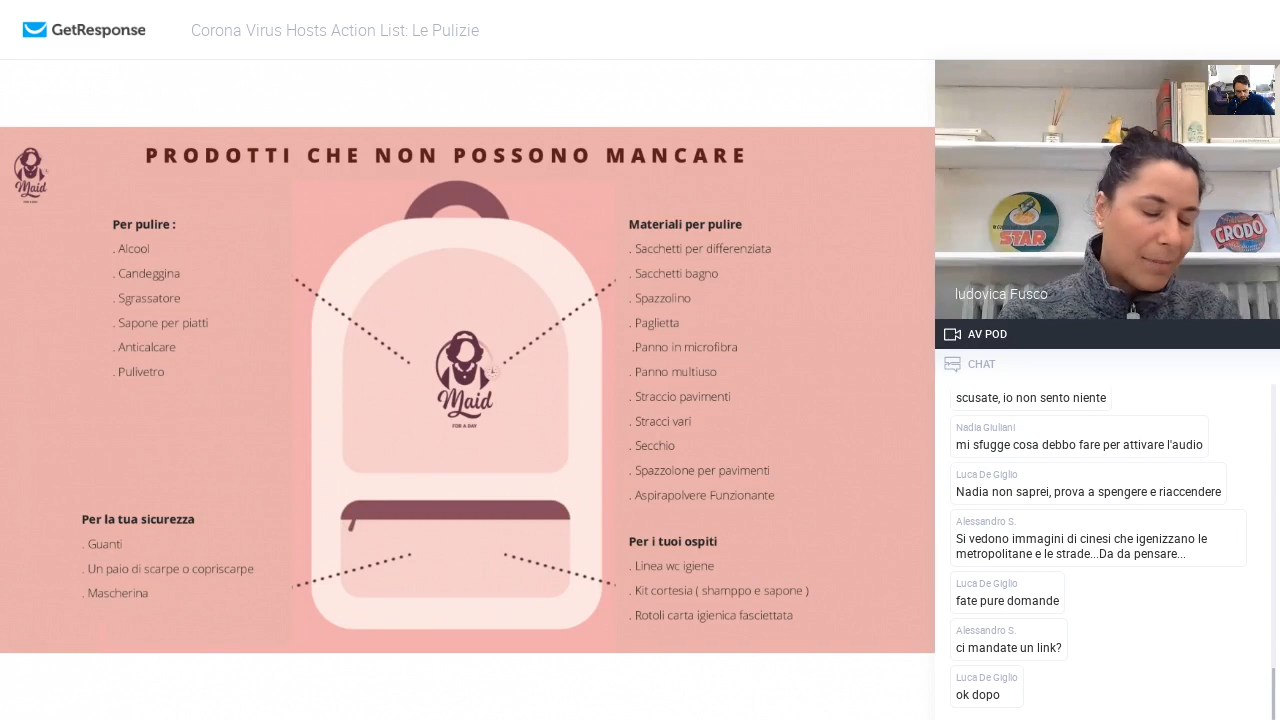 GetResponse
Corona Virus Hosts Action List: Le Pulizie
PRODOTTI CHE NON POSSONO MANCARE
Maid
FOR A DAY
Per pulire :
. Alcool
. Candeggina
. Sgrassatore
. Sapone per piatti
. Anticalcare
. Pulivetro
Per la tua sicurezza
. Guanti
. Un paio di scarpe o copriscarpe
. Mascherina
Maid
FOR A DAY
Materiali per pulire
. Sacchetti per differenziata
. Sacchetti bagno
. Spazzolino
. Paglietta
.Panno in microfibra
. Panno multiuso
. Straccio pavimenti
. Stracci vari
. Secchio
. Spazzolone per pavimenti
. Aspirapolvere Funzionante
Per i tuoi ospiti
. Linea wc igiene
. Kit cortesia ( shamppo e sapone )
. Rotoli carta igienica fasciettata
STAR
CRODO
ludovica Fusco
AV POD
CHAT
scusate, io non sento niente
Nadia Giuliani
mi sfugge cosa debbo fare per attivare l'audio
Luca De Giglio
Nadia non saprei, prova a spengere e riaccendere
Alessandro S.
Si vedono immagini di cinesi che igenizzano le
metropolitane e le strade...Da da pensare...
Luca De Giglio
fate pure domande
Alessandro S.
ci mandate un link?
Luca De Giglio
ok dopo